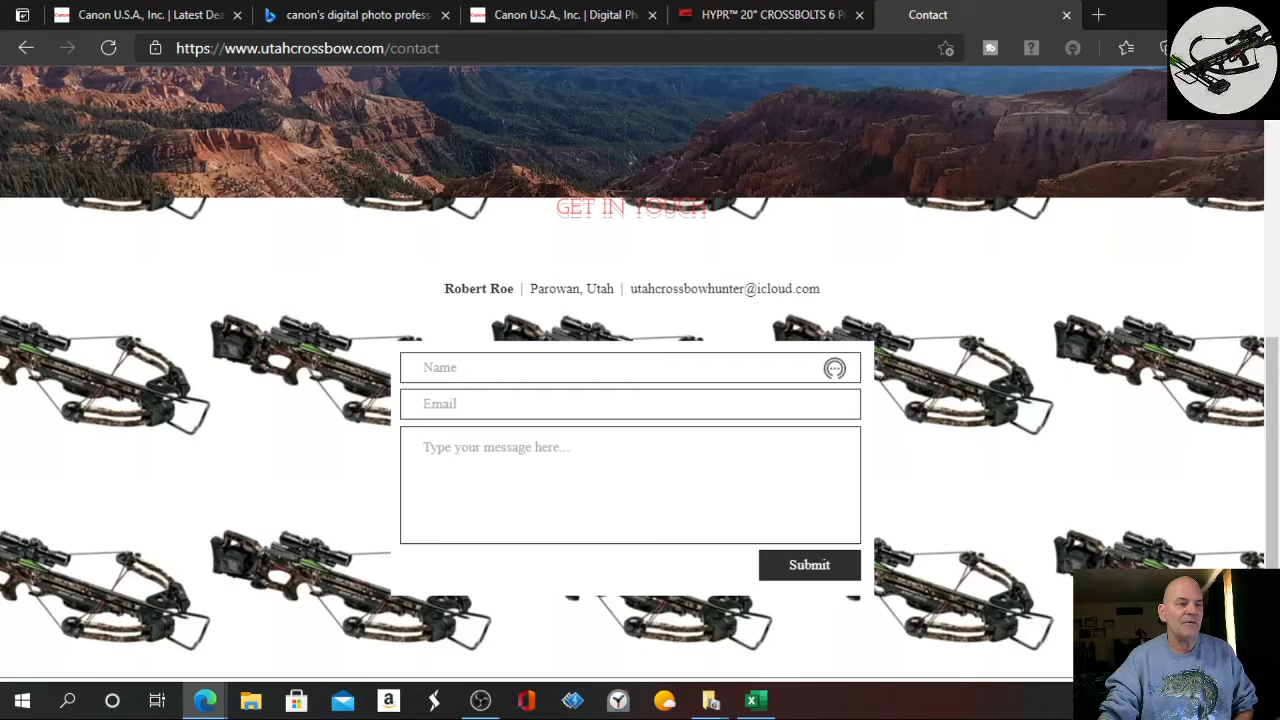 Canon U.S.A., Inc. | Latest Dea
canon's digital photo profess
Canon U.S.A., Inc. | Digital Ph
HYPR™ 20" CROSSBOLTS 6 P
Contact
https://www.utahcrossbow.com/contact
GET IN TOUCH
Robert Roe | Parowan, Utah | utahcrossbowhunter@icloud.com
Name
Email
Type your message here...
Submit